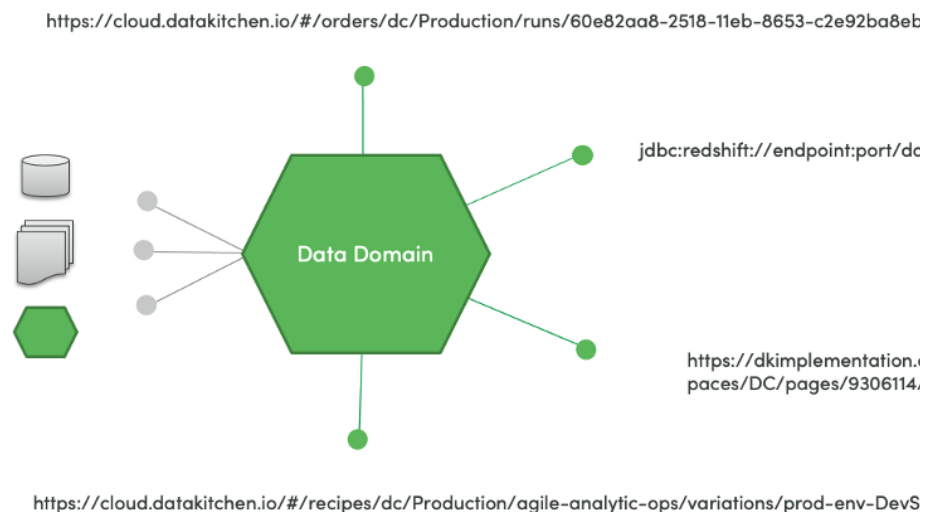 https://cloud.datakitchen.io/#/orders/dc/Production/runs/60e82aa8-2518-11eb-8653-c2e92ba8eb
jdbc:redshift://endpoint:port/da
Data Domain
https://dkimplementation.
paces/DC/pages/9306114
https://cloud.datakitchen.io/#/recipes/dc/Production/agile-analytic-ops/variations/prod-env-DevS